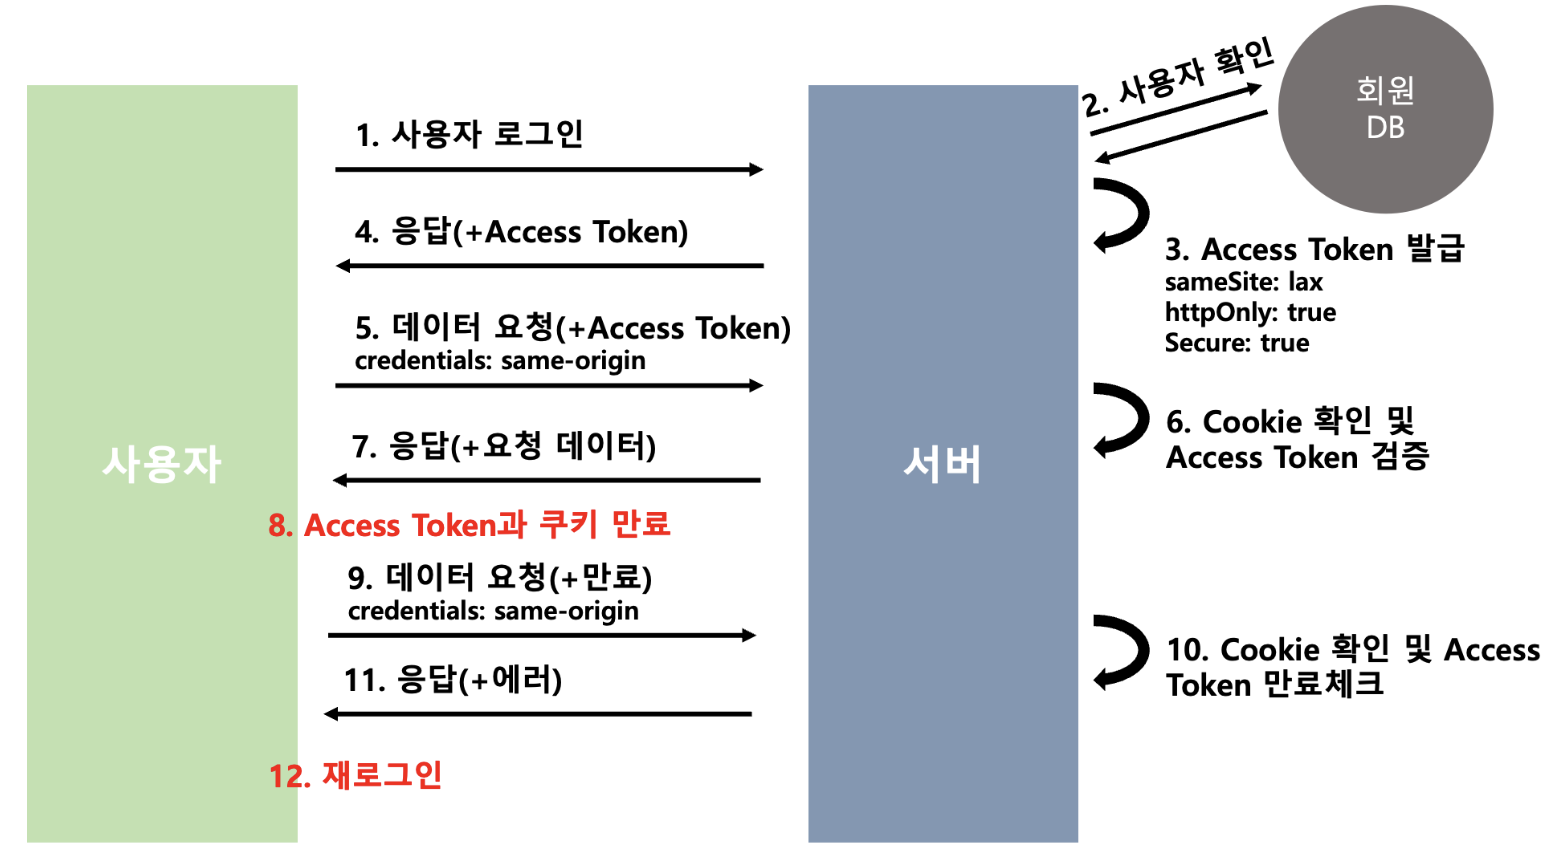 2. 사용자 확인
회원
DB
1. 사용자 로그인
4. 응답(+Access Token)
3. Access Token 발급
sameSite: lax
httpOnly: true
Secure: true
5. 데이터 요청(+Access Token)
credentials: same-origin
6. Cookie 확인 및
Access Token 검증
7. 응답(+요청 데이터)
사용자
서버
8. Access Token과 쿠키 만료
9. 데이터 요청(+만료)
credentials: same-origin
10. Cookie 확인 및 Access
Token 만료체크
11. 응답(+에러)
12. 재로그인